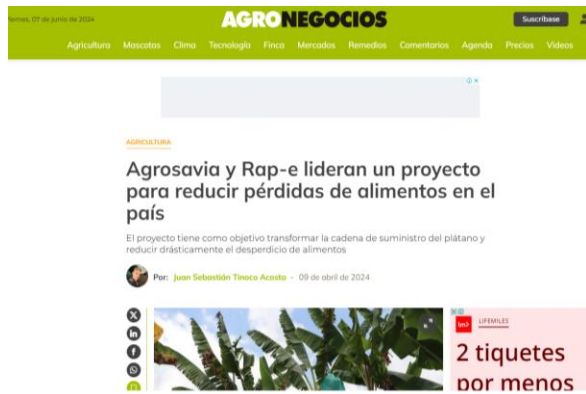 iernes, 07 de junio de 2024
AGRONEGOCIOS
Suscríbase
Agricultura Mascotas Clima Tecnología Finca Mercados Remedios Comentarios Agenda Precios Videos
AGRICULTURA
Agrosavia y Rap-e lideran un proyecto
para reducir pérdidas de alimentos en el
país
El proyecto tiene como objetivo transformar la cadena de suministro del plátano y
reducir drásticamente el desperdicio de alimentos
Por: Juan Sebastián Tinoco Acosta - 09 de abril de 2024
LIFEMILES
2 tiquetes
por menos